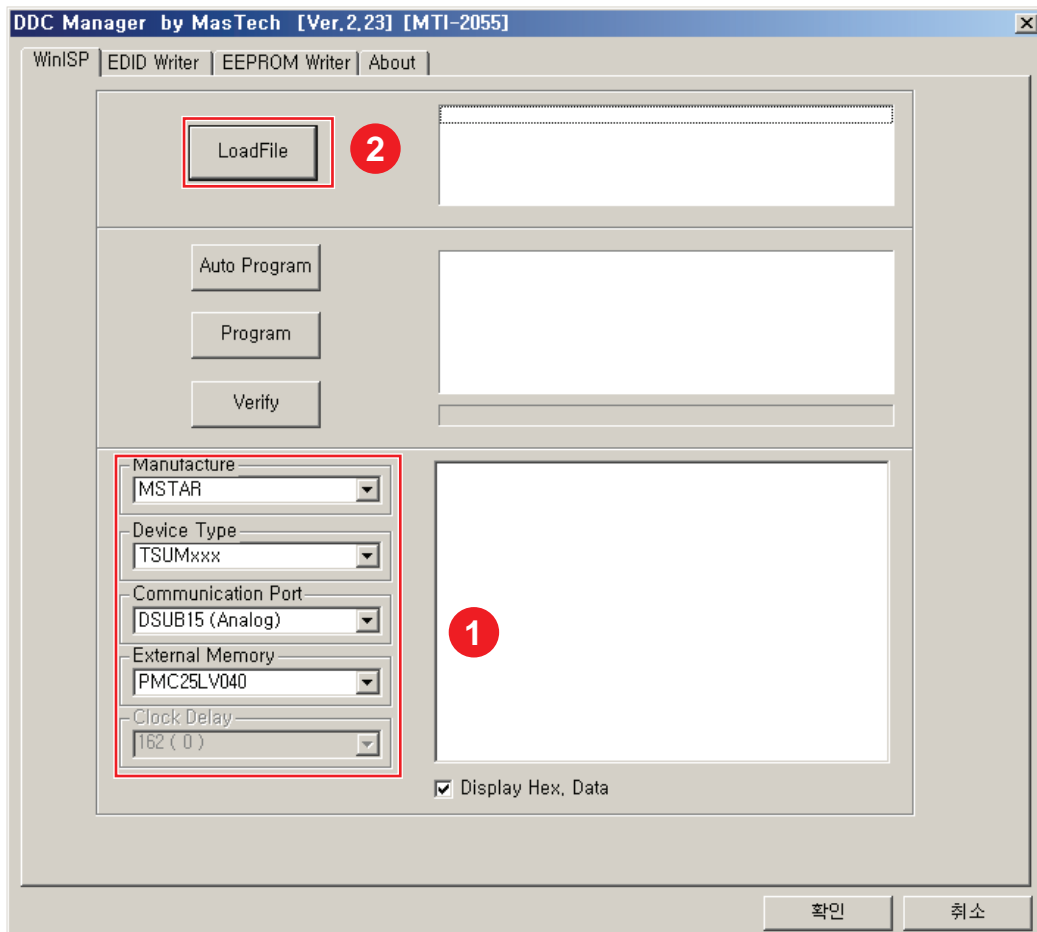 DDC Manager by MasTech [Ver,2,23] [MTI-2055]
WinISP EDID Writer EEPROM Writer About
LoadFile 2
Auto Program
Program
Verify
Manufacture
MSTAR
Device Type
TSUMxxx
Communication Port
DSUB15 (Analog)
1
External Memory
PMC25LV040
Clock Delay
162 ( 0 )
Display Hex, Data
확인 취소